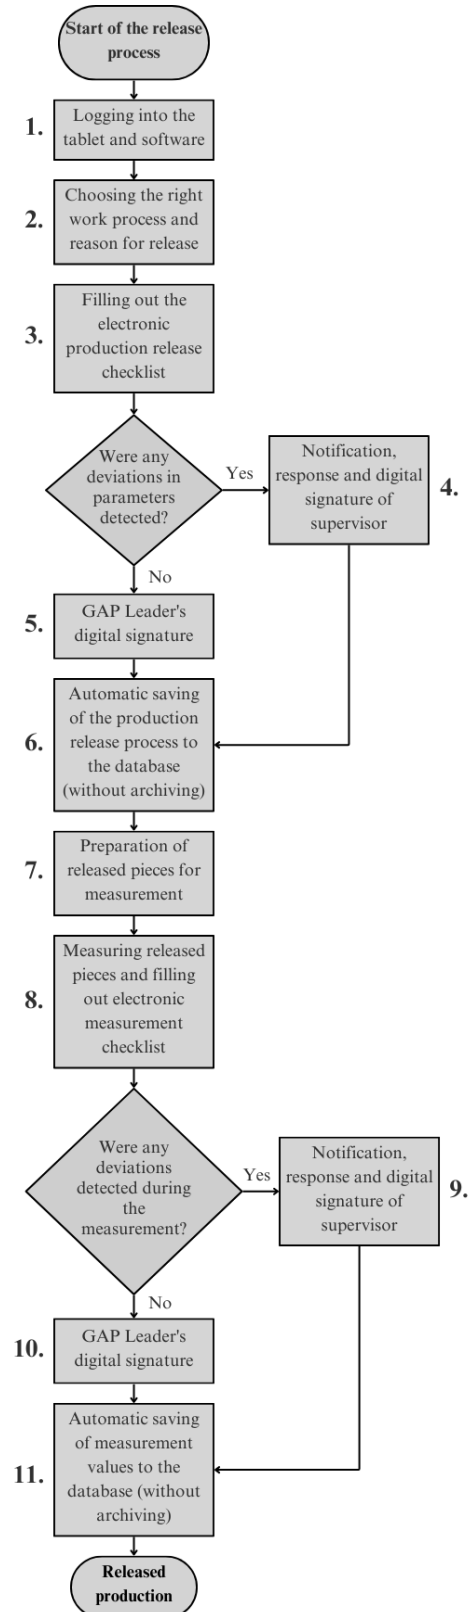 Start of the release
process
1.
Logging into the
tablet and software
2.
Choosing the right
work process and
reason for release
3.
Filling out the
electronic
production release
checklist
Were any
deviations in
parameters
detected?
Yes
Notification,
response and digital
signature of
supervisor
4.
No
5.
GAP Leader's
digital signature
6.
Automatic saving
of the production
release process to
the database
(without archiving)
7.
Preparation of
released pieces for
measurement
8.
Measuring released
pieces and filling
out electronic
measurement
checklist
Were any
deviations
detected during
the
measurement?
Yes
Notification,
response and digital
signature of
supervisor
9.
No
10.
GAP Leader's
digital signature
11.
Automatic saving
of measurement
values to the
database (without
archiving)
Released
production